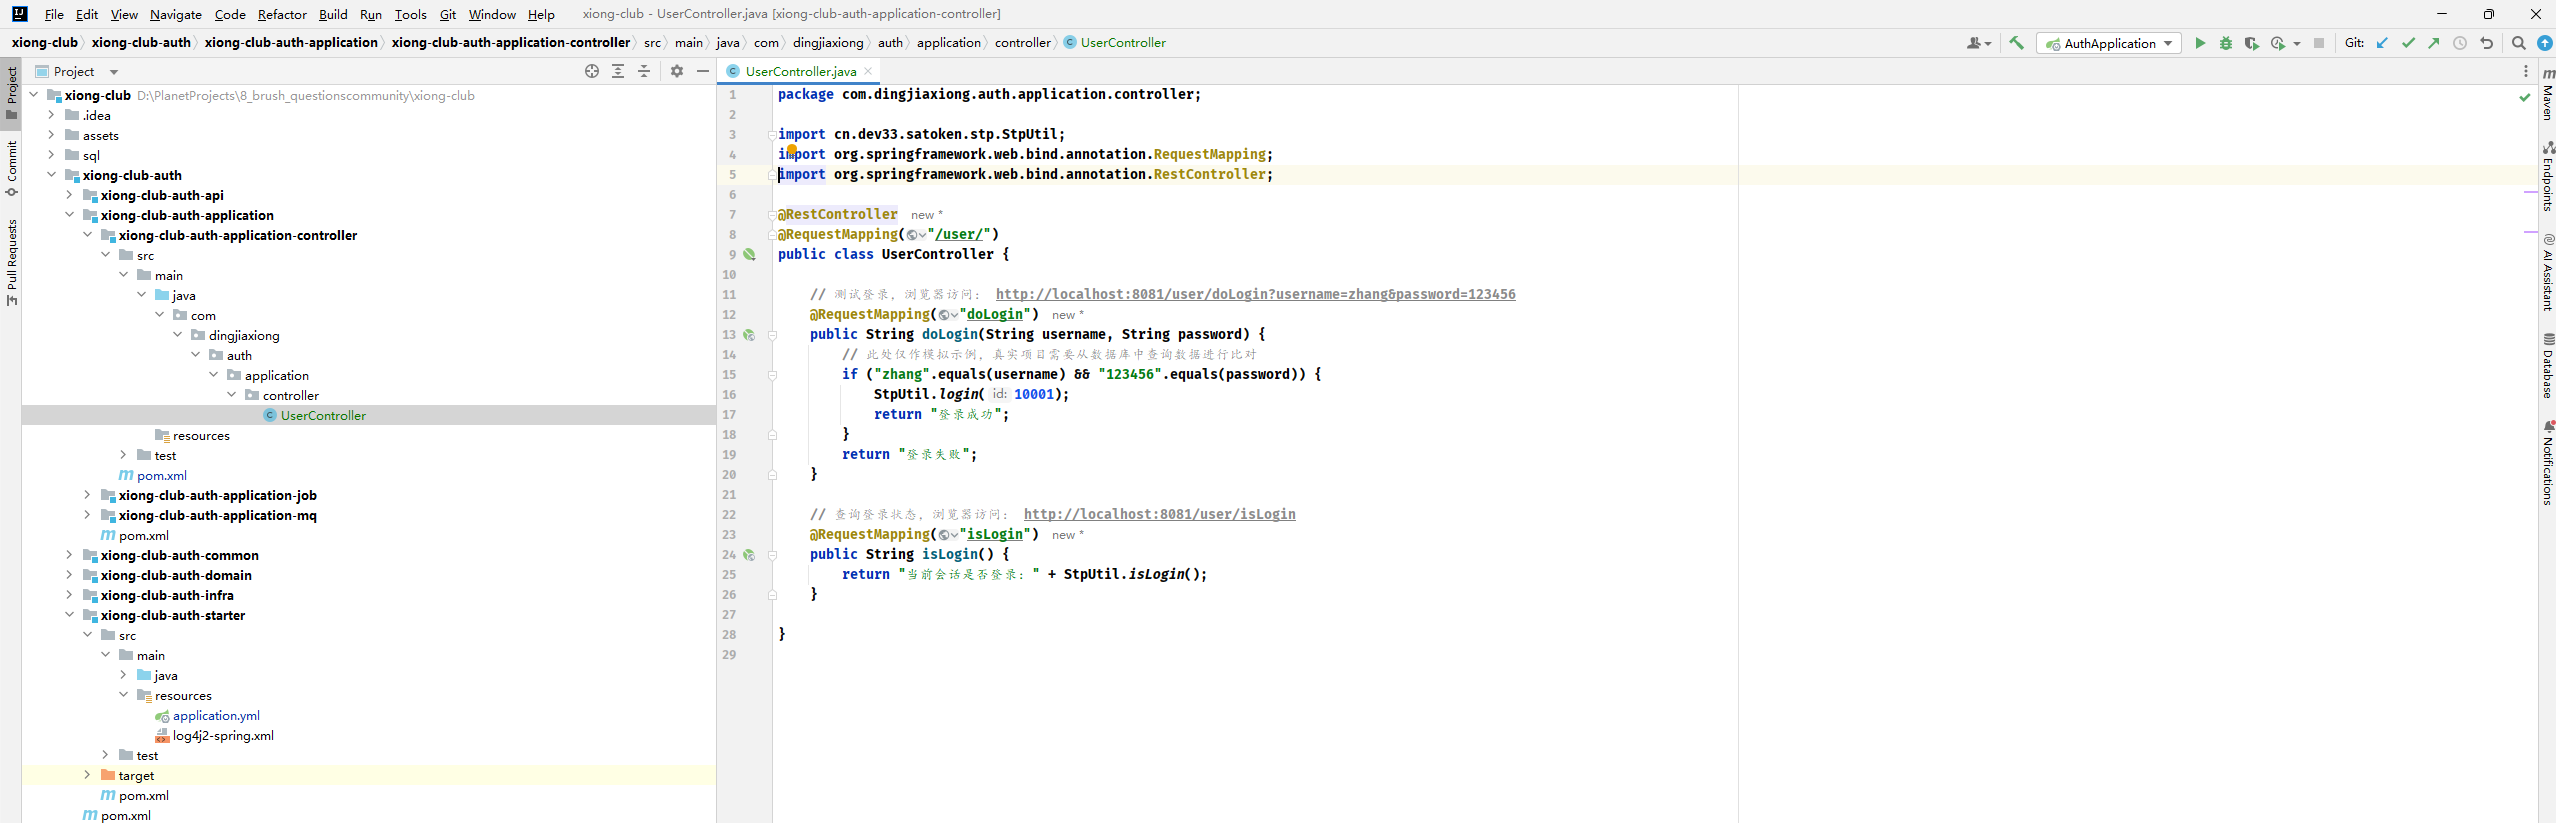 File Edit View Navigate Code Refactor Build Run Tools Git Window Help xiong-club - UserController.java [xiong-club-auth-application-controller]
xiong-club xiong-club-auth xiong-club-auth-application xiong-club-auth-application-controller src main java com dingjiaxiong auth application controller UserController
AuthApplication Git:
Project
Commit
Pull Requests
Project
xiong-club D:\PlanetProjects\8_brush_questionscommunity\xiong-club
.idea
assets
sql
xiong-club-auth
xiong-club-auth-api
xiong-club-auth-application
xiong-club-auth-application-controller
src
main
java
com
dingjiaxiong
auth
application
controller
UserController
resources
test
pom.xml
xiong-club-auth-application-job
xiong-club-auth-application-mq
pom.xml
xiong-club-auth-common
xiong-club-auth-domain
xiong-club-auth-infra
xiong-club-auth-starter
src
main
java
resources
application.yml
log4j2-spring.xml
test
target
pom.xml
pom.xml
UserController.java
1 package com.dingjiaxiong.auth.application.controller;
2
3 import cn.dev33.satoken.stp.StpUtil;
4 import org.springframework.web.bind.annotation.RequestMapping;
5 import org.springframework.web.bind.annotation.RestController;
6
7 @RestController new *
8 @RequestMapping("/user/")
9 public class UserController {
10
11 // 测试登录，浏览器访问： http://localhost:8081/user/doLogin?username=zhang&password=123456
12 @RequestMapping("doLogin") new *
13 public String doLogin(String username, String password) {
14 // 此处仅作模拟示例，真实项目需要从数据库中查询数据进行比对
15 if ("zhang".equals(username) && "123456".equals(password)) {
16 StpUtil.login( id: 10001);
17 return "登录成功";
18 }
19 return "登录失败";
20 }
21
22 // 查询登录状态，浏览器访问： http://localhost:8081/user/isLogin
23 @RequestMapping("isLogin") new *
24 public String isLogin() {
25 return "当前会话是否登录：" + StpUtil.isLogin();
26 }
27
28 }
29
Maven
Endpoints
AI Assistant
Database
Notifications